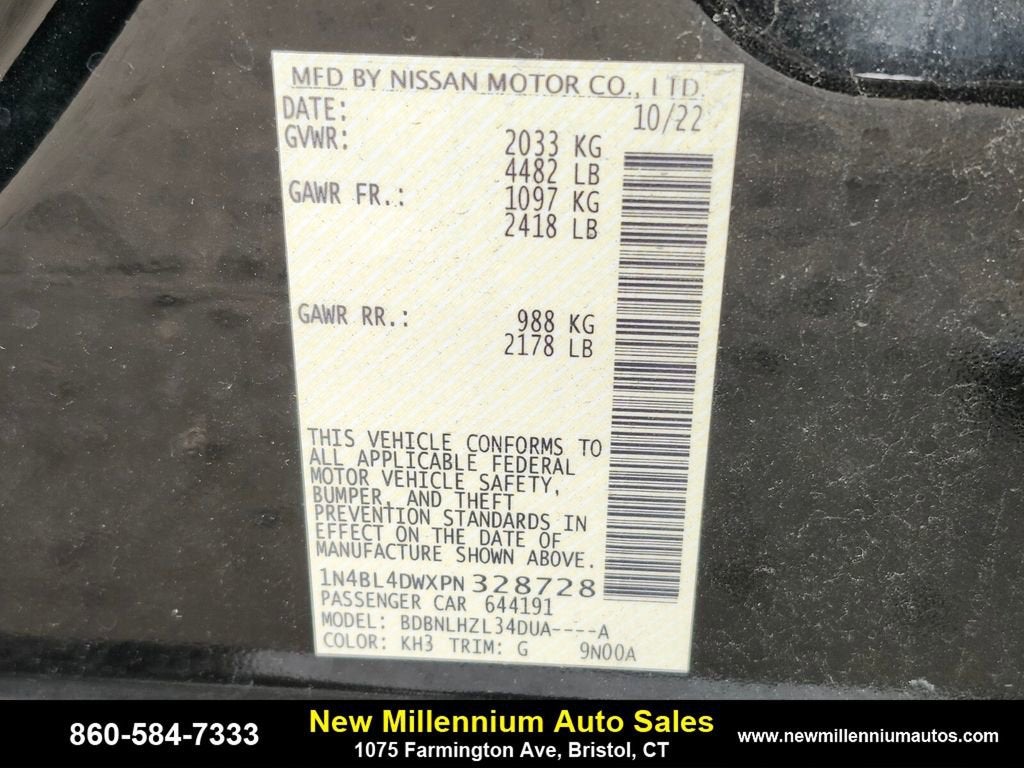 MFD BY NISSAN MOTOR CO., LTD.
DATE: 10/22
GVWR: 2033 KG
4482 LB
GAWR FR.: 1097 KG
2418 LB
GAWR RR.: 988 KG
2178 LB
THIS VEHICLE CONFORMS TO
ALL APPLICABLE FEDERAL
MOTOR VEHICLE SAFETY,
BUMPER, AND THEFT
PREVENTION STANDARDS IN
EFFECT ON THE DATE OF
MANUFACTURE SHOWN ABOVE.
1N4BL4DWXPN 328728
PASSENGER CAR 644191
MODEL: BDBNLHZL34DUA----A
COLOR: KH3 TRIM: G 9N00A
860-584-7333
New Millennium Auto Sales
1075 Farmington Ave, Bristol, CT
www.newmillenniumautos.com